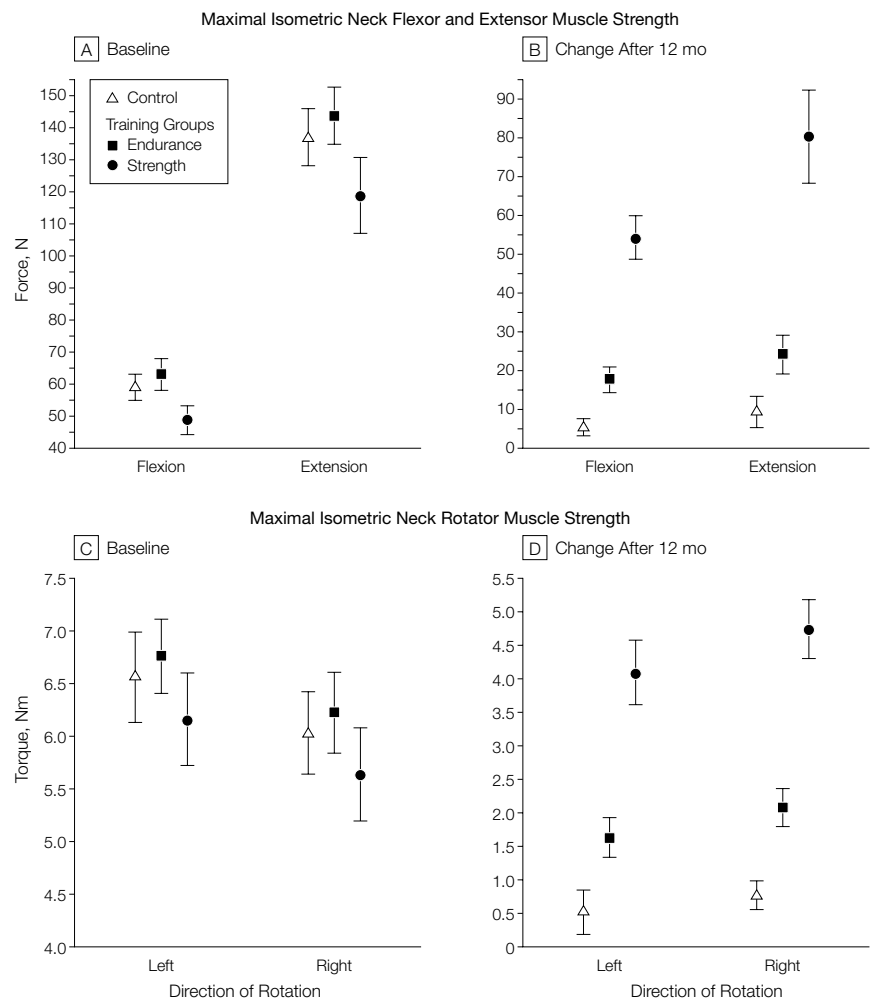 Maximal Isometric Neck Flexor and Extensor Muscle Strength
A Baseline
B Change After 12 mo
Force, N
150
140
130
120
110
100
90
80
70
60
50
40
Control
Training Groups
Endurance
Strength
Flexion Extension
90
80
70
60
50
40
30
20
10
0
Flexion Extension
Maximal Isometric Neck Rotator Muscle Strength
C Baseline
D Change After 12 mo
Torque, Nm
7.5
7.0
6.5
6.0
5.5
5.0
4.5
4.0
Left Right
Direction of Rotation
5.5
5.0
4.5
4.0
3.5
3.0
2.5
2.0
1.5
1.0
0.5
0
Left Right
Direction of Rotation